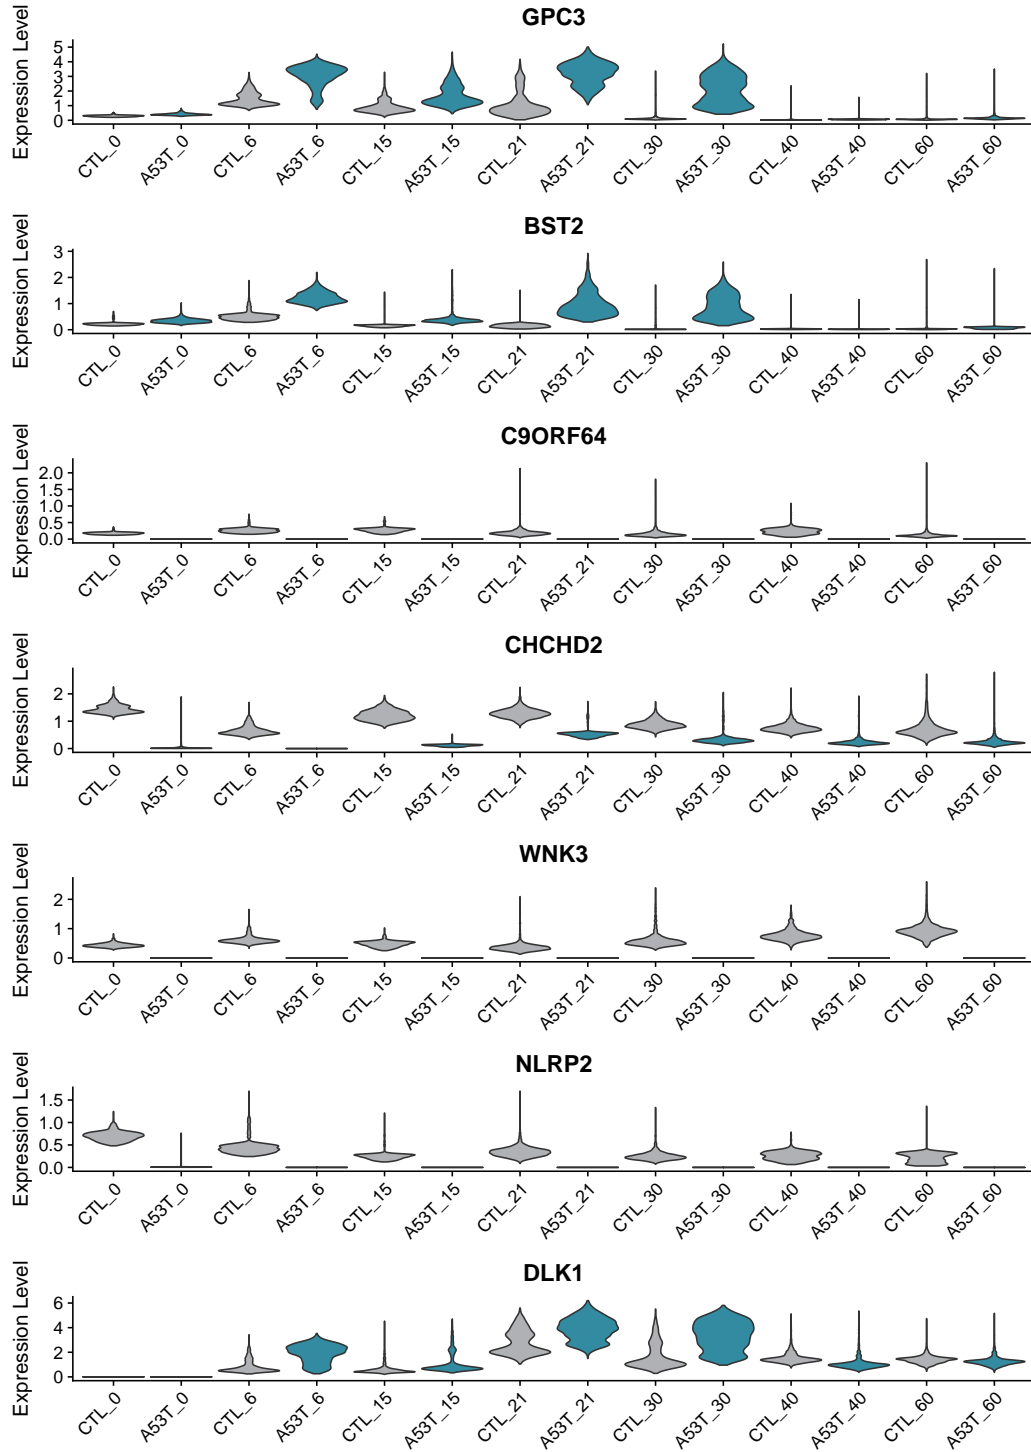 GPC3
Expression Level
5
4
3
2
1
0
CTL_0 A53T_0 CTL_6 A53T_6 CTL_15 A53T_15 CTL_21 A53T_21 CTL_30 A53T_30 CTL_40 A53T_40 CTL_60 A53T_60
BST2
Expression Level
3
2
1
0
CTL_0 A53T_0 CTL_6 A53T_6 CTL_15 A53T_15 CTL_21 A53T_21 CTL_30 A53T_30 CTL_40 A53T_40 CTL_60 A53T_60
C9ORF64
Expression Level
2.0
1.5
1.0
0.5
0.0
CTL_0 A53T_0 CTL_6 A53T_6 CTL_15 A53T_15 CTL_21 A53T_21 CTL_30 A53T_30 CTL_40 A53T_40 CTL_60 A53T_60
CHCHD2
Expression Level
2
1
0
CTL_0 A53T_0 CTL_6 A53T_6 CTL_15 A53T_15 CTL_21 A53T_21 CTL_30 A53T_30 CTL_40 A53T_40 CTL_60 A53T_60
WNK3
Expression Level
2
1
0
CTL_0 A53T_0 CTL_6 A53T_6 CTL_15 A53T_15 CTL_21 A53T_21 CTL_30 A53T_30 CTL_40 A53T_40 CTL_60 A53T_60
NLRP2
Expression Level
1.5
1.0
0.5
0.0
CTL_0 A53T_0 CTL_6 A53T_6 CTL_15 A53T_15 CTL_21 A53T_21 CTL_30 A53T_30 CTL_40 A53T_40 CTL_60 A53T_60
DLK1
Expression Level
6
4
2
0
CTL_0 A53T_0 CTL_6 A53T_6 CTL_15 A53T_15 CTL_21 A53T_21 CTL_30 A53T_30 CTL_40 A53T_40 CTL_60 A53T_60